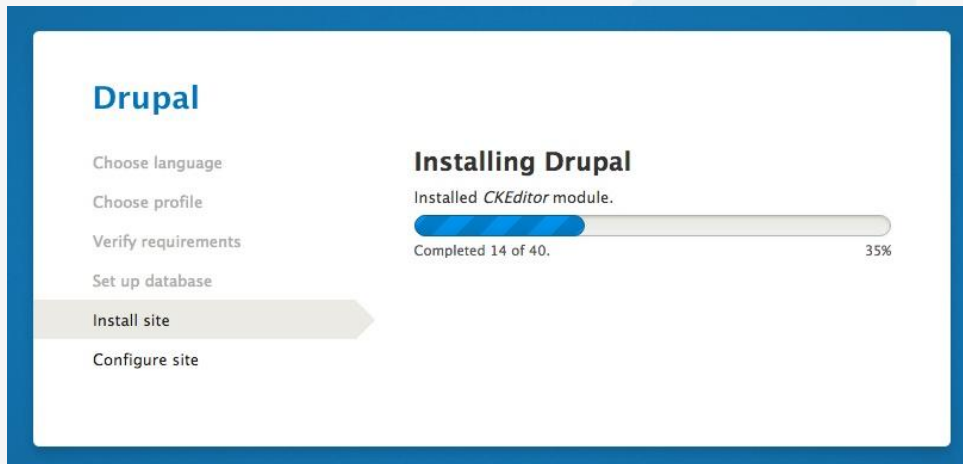 Drupal
Choose language
Choose profile
Verify requirements
Set up database
Install site
Configure site
Installing Drupal
Installed CKEditor module.
Completed 14 of 40.
35%